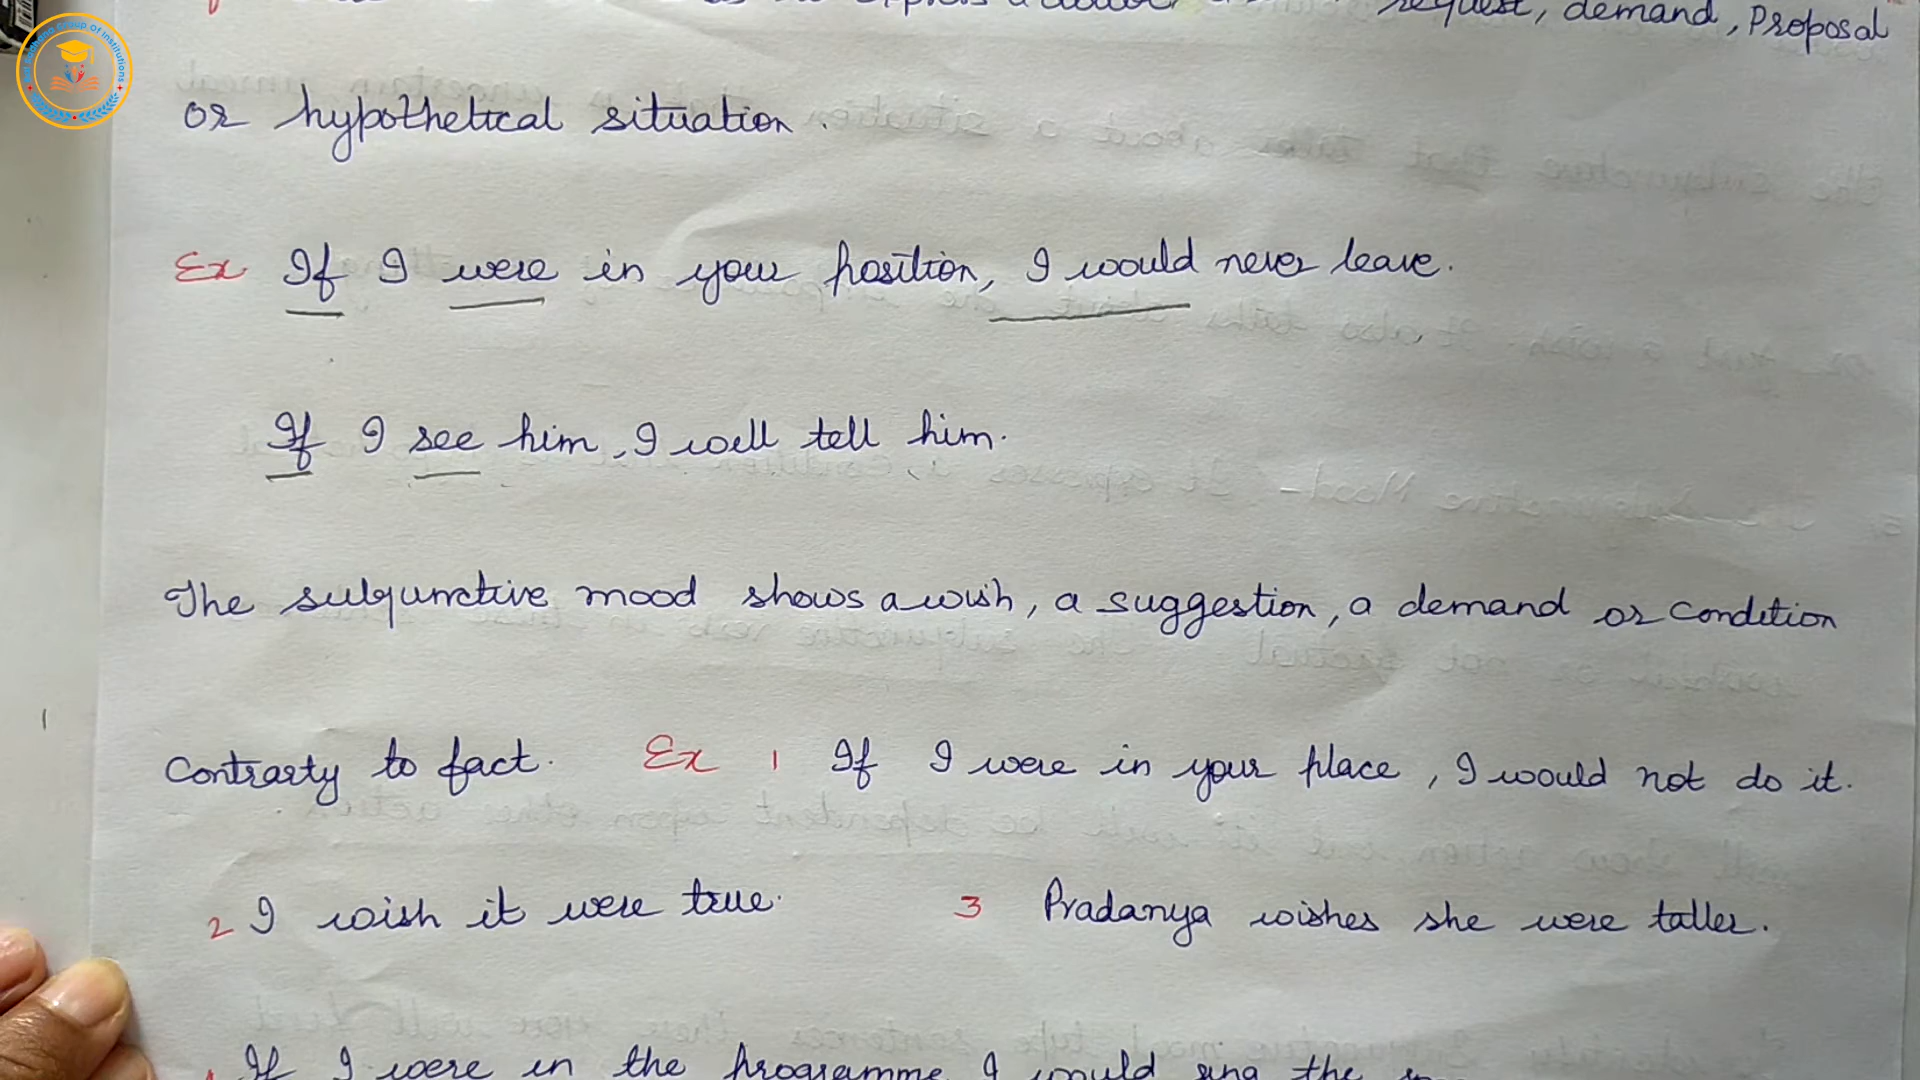 request, demand, Proposal
or hypothetical situation.
Ex If I were in your position, I would never leave.
If I see him, I will tell him.
The subjunctive mood shows a wish, a suggestion, a demand or condition
Contrarty to fact. Ex 1 If I were in your place, I would not do it.
2 I wish it were true. 3 Pradanya wishes she were taller.
If I were in the programme I would sing the